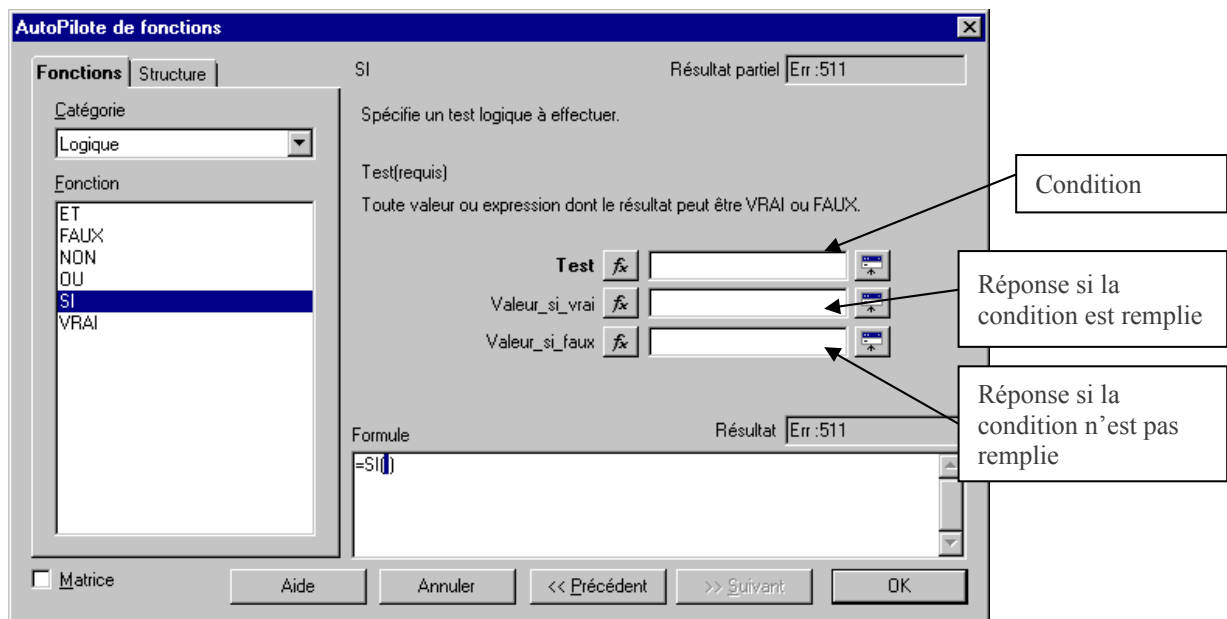 AutoPilote de fonctions
Fonctions
Structure
SI
Résultat partiel
Err :511
Catégorie
Logique
Spécifie un test logique à effectuer.
Fonction
Test(requis)
Toute valeur ou expression dont le résultat peut être VRAI ou FAUX.
ET
FAUX
NON
OU
SI
VRAI
Test
fx
Valeur_si_vrai
fx
Valeur_si_faux
fx
Condition
Réponse si la
condition est remplie
Réponse si la
condition n’est pas
remplie
Formule
Résultat
Err :511
=SI()
Matrice
Aide
Annuler
<< Précédent
>> Suivant
OK